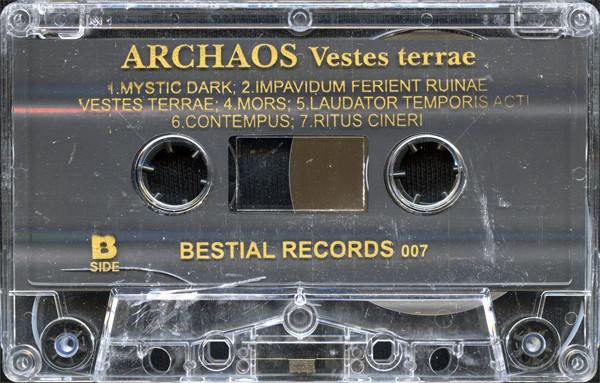 ARCHAOS Vestes terrae
1.MYSTIC DARK; 2.IMPAVIDUM FERIENT RUINAE
VESTES TERRAE; 4.MORS; 5.LAUDATOR TEMPORIS ACTI
6.CONTEMPUS; 7.RITUS CINERI
B
SIDE
BESTIAL RECORDS 007